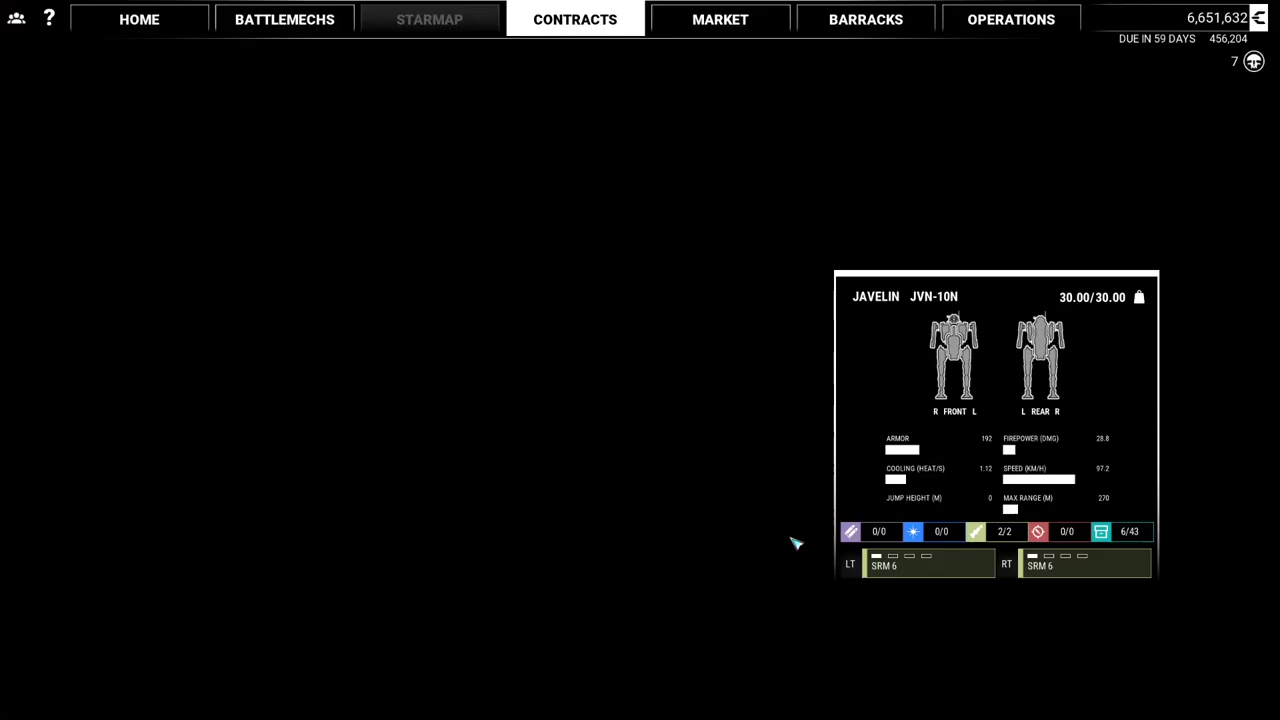 ? HOME BATTLEMECHS STARMAP CONTRACTS MARKET BARRACKS OPERATIONS 6,651,632
DUE IN 59 DAYS 456,204
7
JAVELIN JVN-10N 30.00/30.00
R FRONT L L REAR R
ARMOR 192 FIREPOWER (DMG) 28.8
COOLING (HEAT/S) 1.12 SPEED (KM/H) 97.2
JUMP HEIGHT (M) 0 MAX RANGE (M) 270
0/0 0/0 2/2 0/0 6/43
LT SRM 6 RT SRM 6